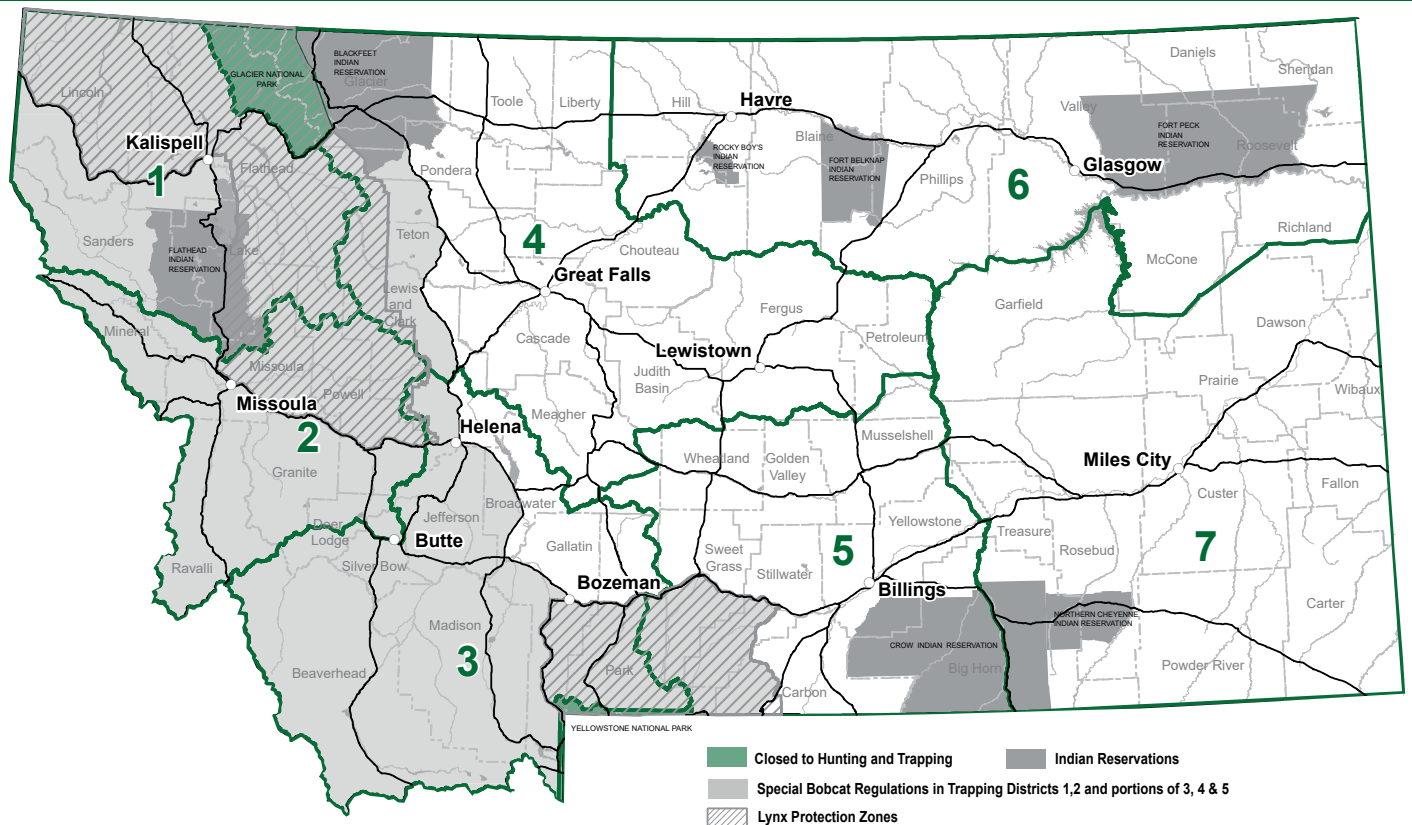 BLACKFEET
INDIAN
RESERVATION
Glacier
GLACIER NATIONAL
PARK
Lincoln
Kalispell
1
Flathead
Sanders
FLATHEAD
INDIAN
RESERVATION
Lake
Mineral
Missoula
Powell
Missoula
2
Granite
Deer
Lodge
Ravalli
Toole
Liberty
Hill
Havre
Blaine
ROCKY BOY'S
INDIAN
RESERVATION
FORT BELKNAP
INDIAN
RESERVATION
Pondera
Teton
4
Chouteau
Great Falls
Lewis
and
Clark
Cascade
Fergus
Petroleum
Lewistown
Judith
Basin
Meagher
Helena
Daniels
Sheridan
Valley
FORT PECK
INDIAN
RESERVATION
Roosevelt
Glasgow
Phillips
6
Richland
McCone
Garfield
Dawson
Prairie
Wibaux
Musselshell
Wheatland
Golden
Valley
Miles City
Custer
Fallon
Broadwater
Jefferson
Butte
Silver Bow
Gallatin
Bozeman
Madison
3
Beaverhead
Park
Sweet
Grass
Stillwater
5
Yellowstone
Billings
Carbon
CROW INDIAN RESERVATION
Big Horn
Treasure
Rosebud
7
NORTHERN CHEYENNE
INDIAN RESERVATION
Carter
Powder River
YELLOWSTONE NATIONAL PARK
Closed to Hunting and Trapping
Indian Reservations
Special Bobcat Regulations in Trapping Districts 1,2 and portions of 3, 4 & 5
Lynx Protection Zones